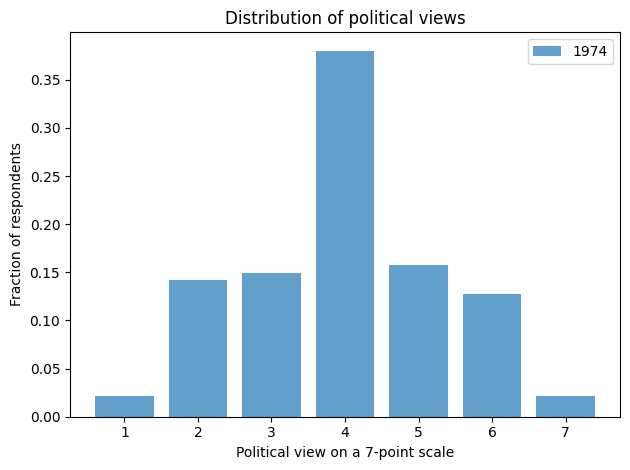 Distribution of political views
1974
Fraction of respondents
0.35
0.30
0.25
0.20
0.15
0.10
0.05
0.00
1 2 3 4 5 6 7
Political view on a 7-point scale